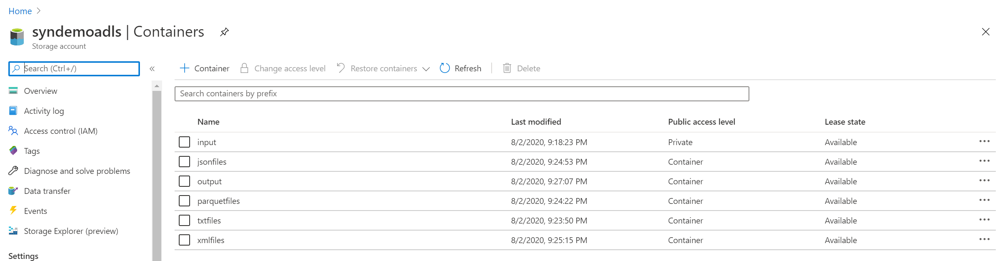 Home
syndemoadls | Containers
Storage account
Search (Ctrl+/)
«
Container
Change access level
Restore containers
Refresh
Delete
Overview
Activity log
Access control (IAM)
Tags
Diagnose and solve problems
Data transfer
Events
Storage Explorer (preview)
Settings
Search containers by prefix
Name Last modified Public access level Lease state
input 8/2/2020, 9:18:23 PM Private Available
jsonfiles 8/2/2020, 9:24:53 PM Container Available
output 8/2/2020, 9:27:07 PM Container Available
parquetfiles 8/2/2020, 9:24:22 PM Container Available
txtfiles 8/2/2020, 9:23:50 PM Container Available
xmlfiles 8/2/2020, 9:25:15 PM Container Available